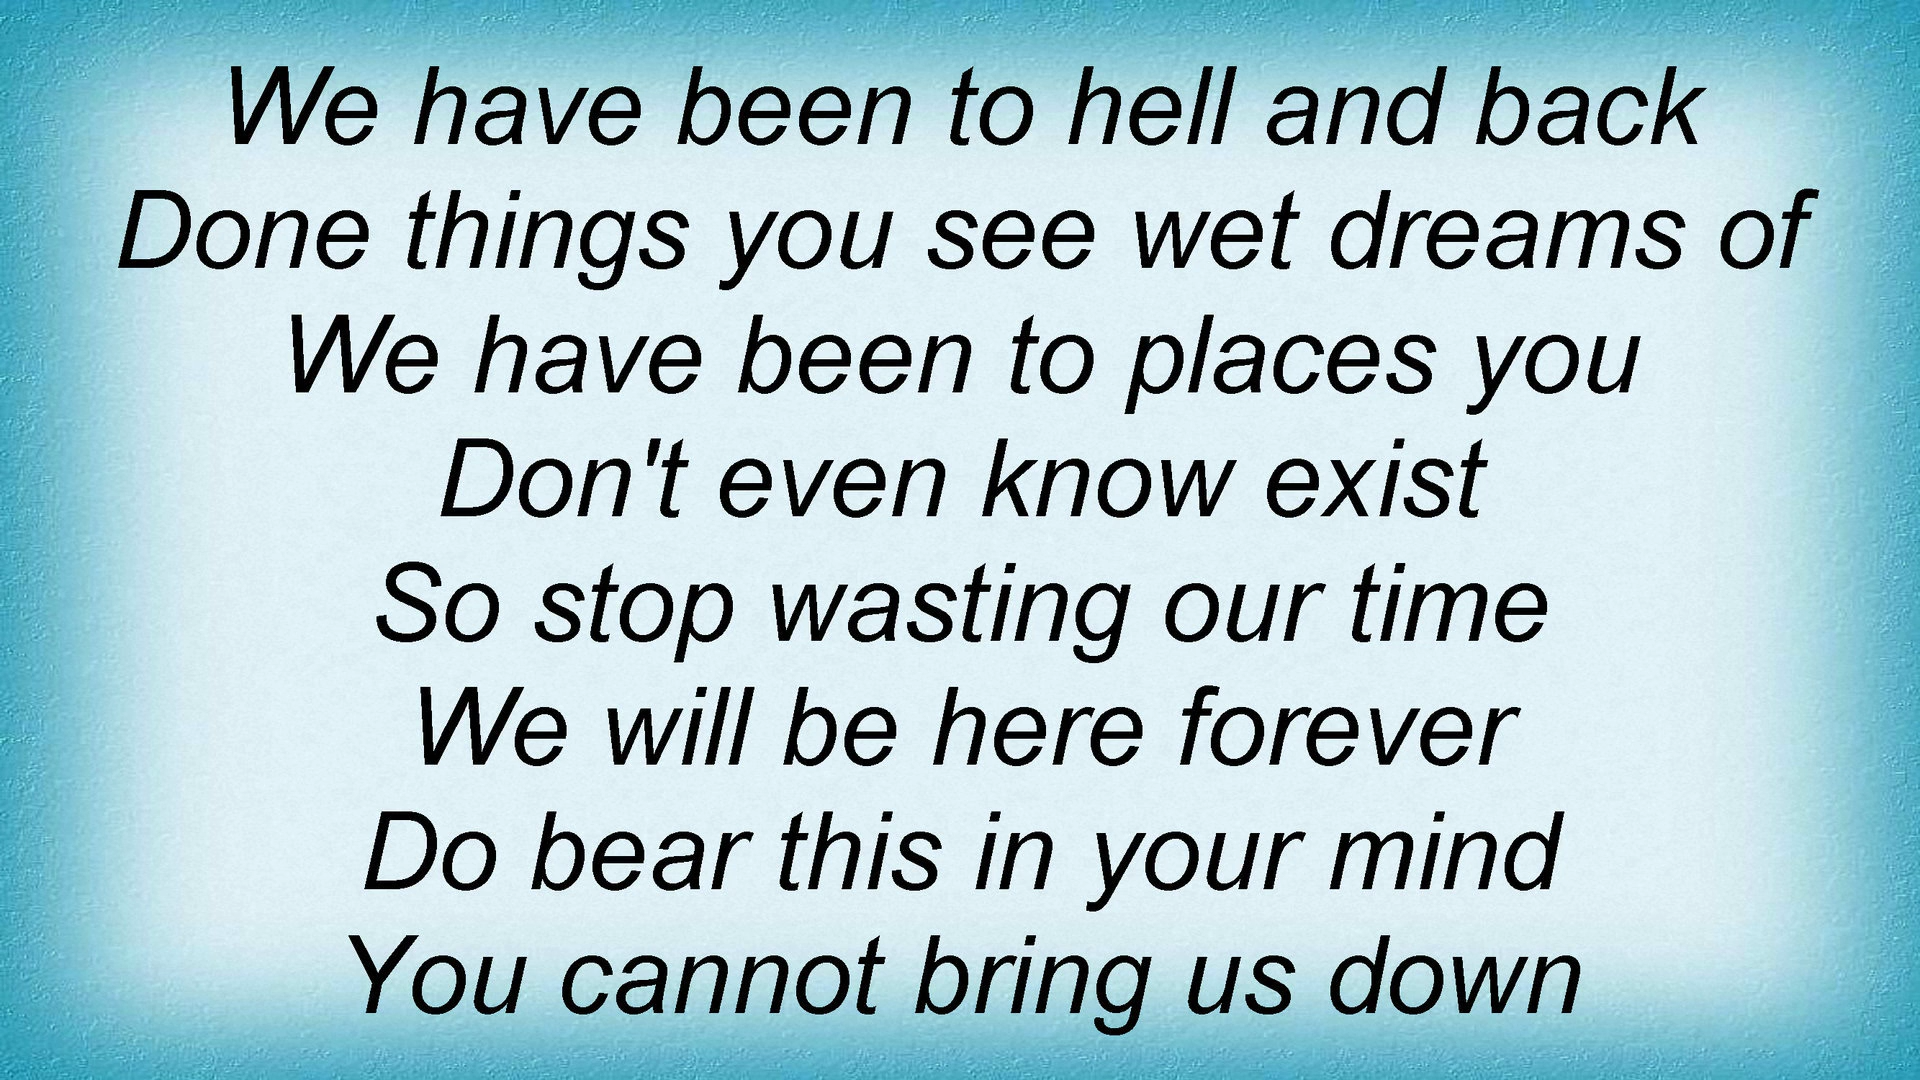 We have been to hell and back
Done things you see wet dreams of
We have been to places you
Don't even know exist
So stop wasting our time
We will be here forever
Do bear this in your mind
You cannot bring us down